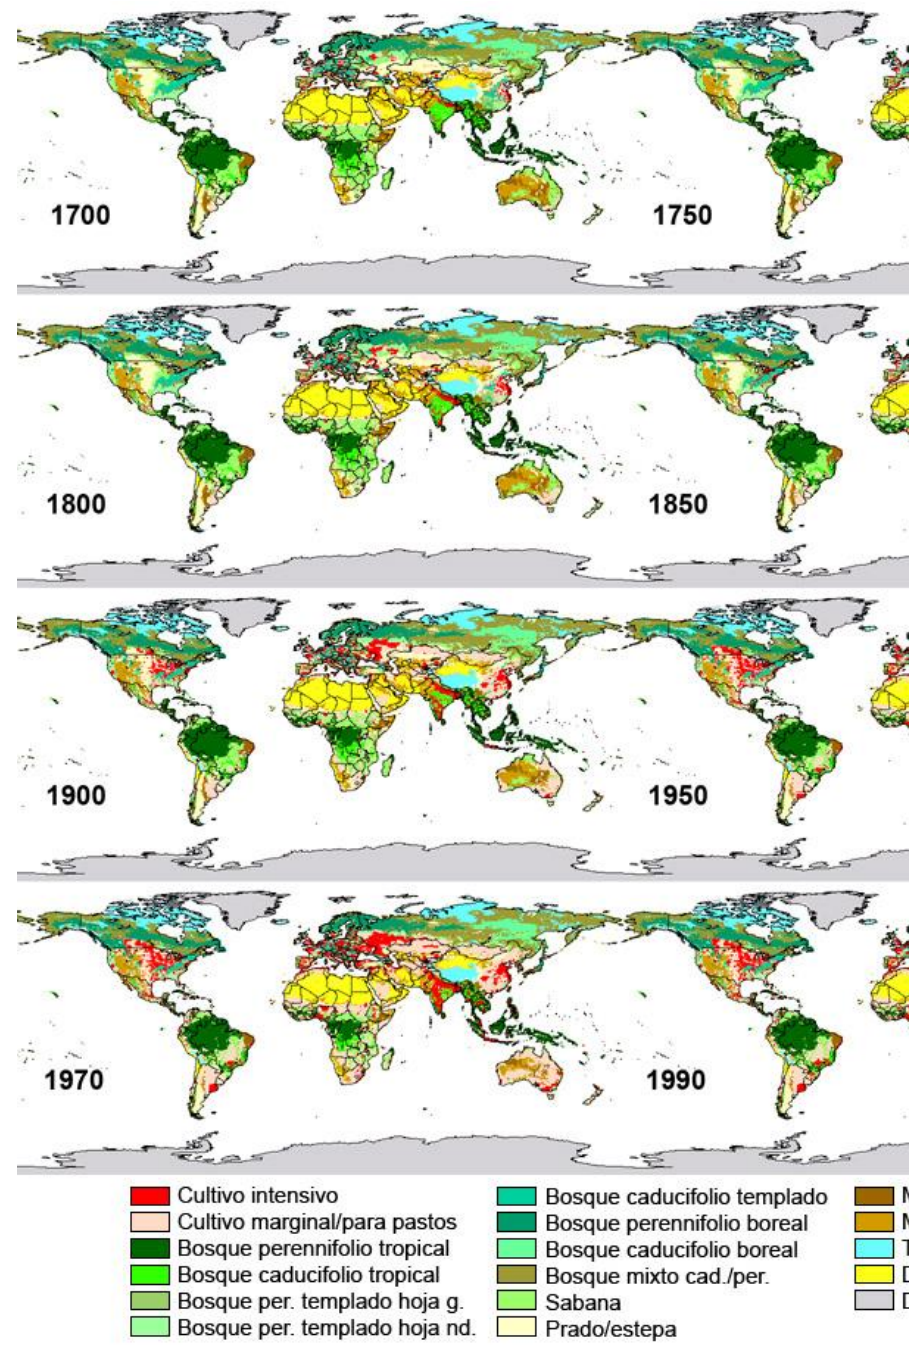 1700
1750
1800
1850
1900
1950
1970
1990
Cultivo intensivo
Cultivo marginal/para pastos
Bosque perennifolio tropical
Bosque caducifolio tropical
Bosque per. templado hoja g.
Bosque per. templado hoja nd.
Bosque caducifolio templado
Bosque perennifolio boreal
Bosque caducifolio boreal
Bosque mixto cad./per.
Sabana
Prado/estepa
M
M
T
D
D